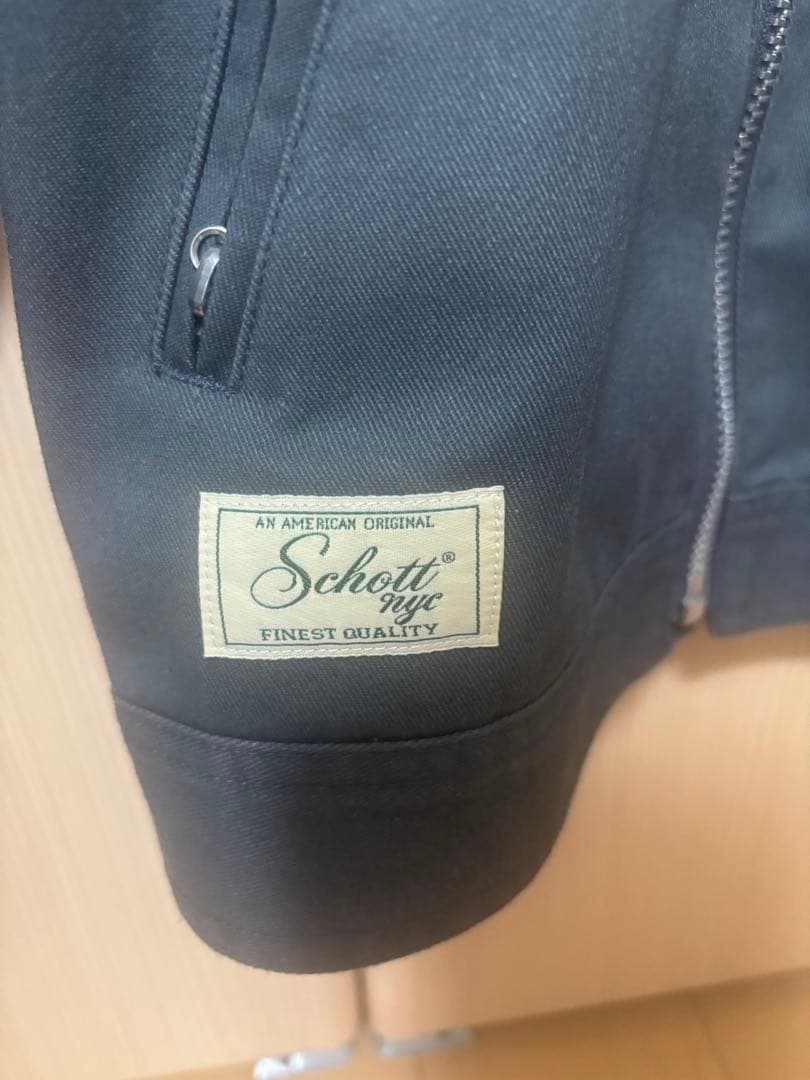 AN AMERICAN ORIGINAL
Schott®
nyc
FINEST QUALITY